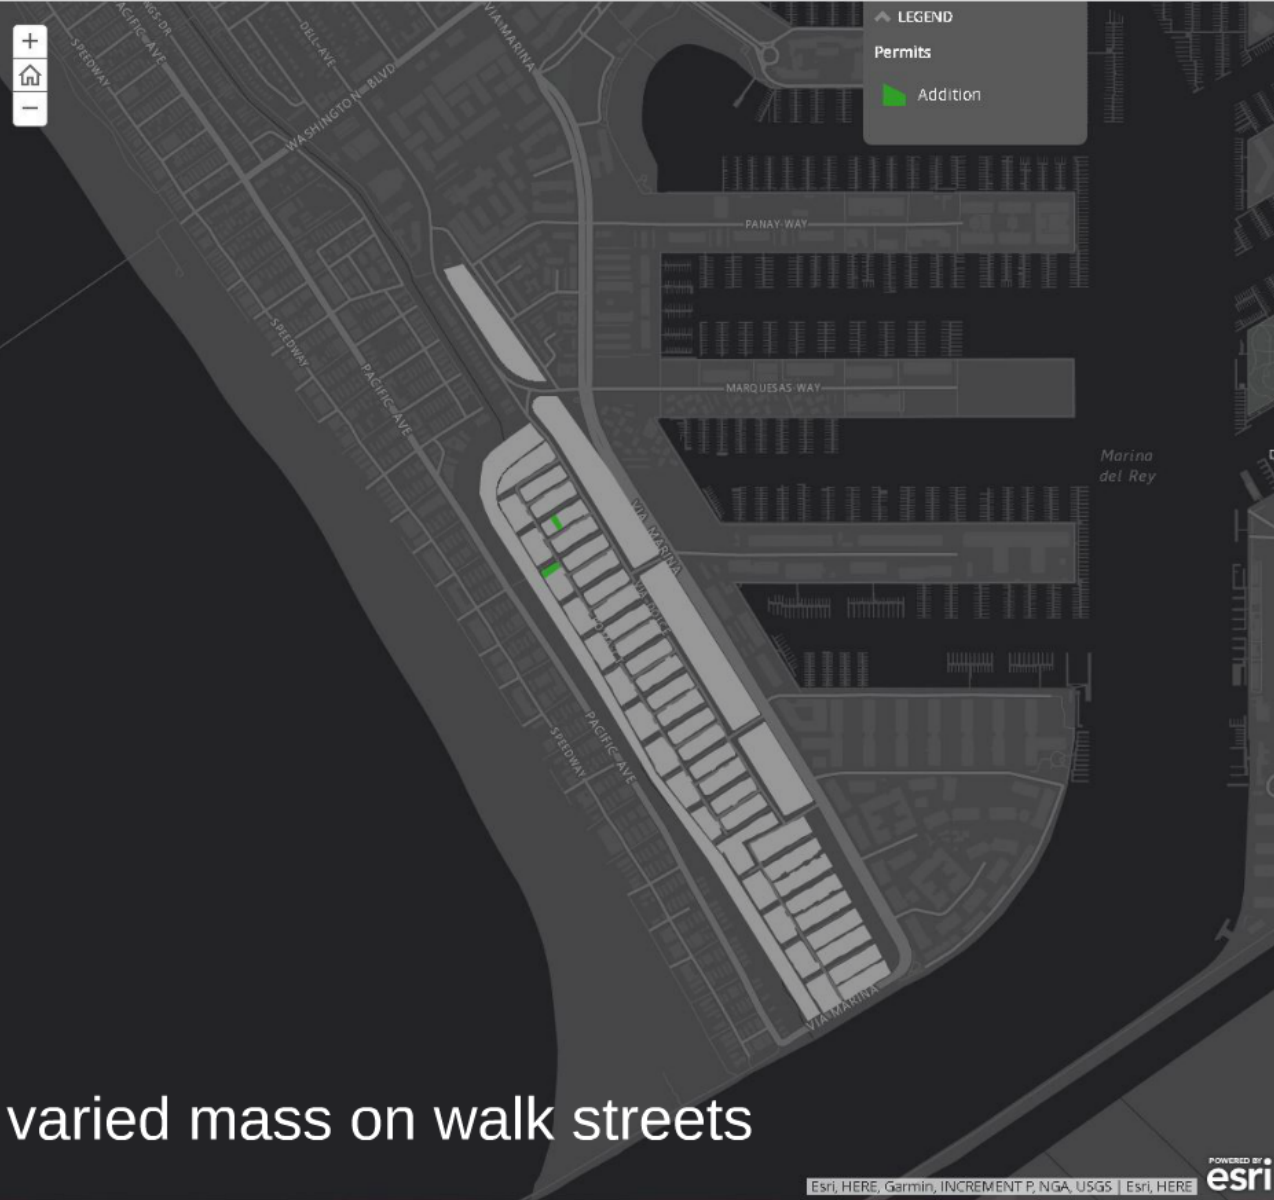 LEGEND
Permits
Addition
SPEEDWAY
PACIFIC-AVE
GS-DR
DELL-AVE
WASHINGTON BLVD
VIA-MARINA
PANAY-WAY
SPEEDWAY
PACIFIC-AVE
MARQUESAS-WAY
Marina
del Rey
VIA-MARINA
SPEEDWAY
PACIFIC-AVE
VIA-MARINA
varied mass on walk streets
Esri, HERE, Garmin, INCREMENT P, NGA, USGS | Esri, HERE
POWERED BY
esri